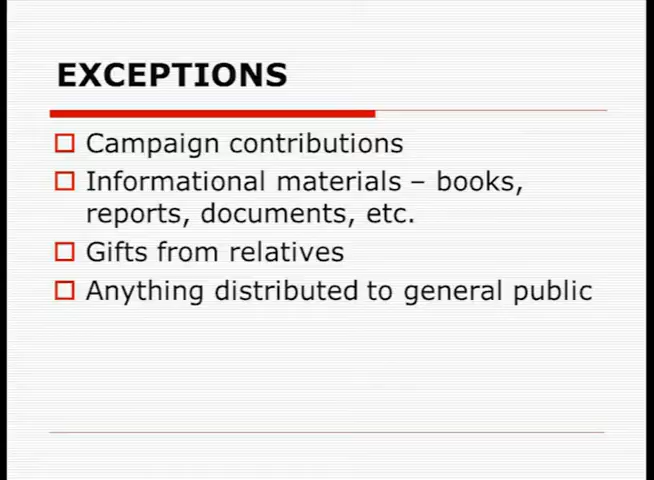 EXCEPTIONS
Campaign contributions
Informational materials – books,
reports, documents, etc.
Gifts from relatives
Anything distributed to general public